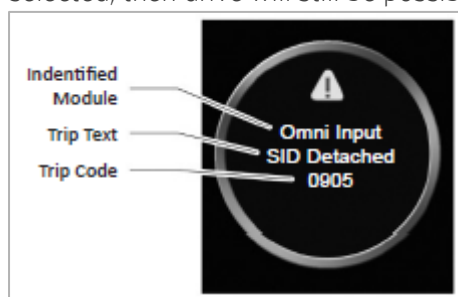 Indentified
Module
Trip Text
Trip Code
Omni Input
SID Detached
0905